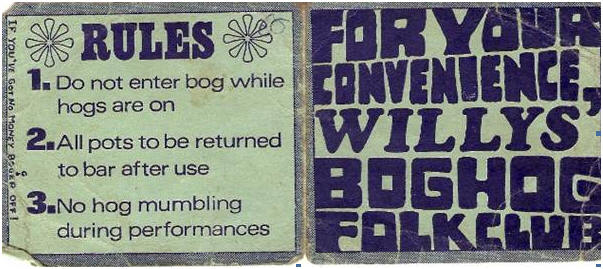 RULES
1. Do not enter bog while
hogs are on
2. All pots to be returned
to bar after use
3. No hog mumbling
during performances
IF YOU'VE GOT NO MONEY BOGER OFF!
FOR YOUR
CONVENIENCE,
WILLYS
BOGHOG
FOLKCLUB